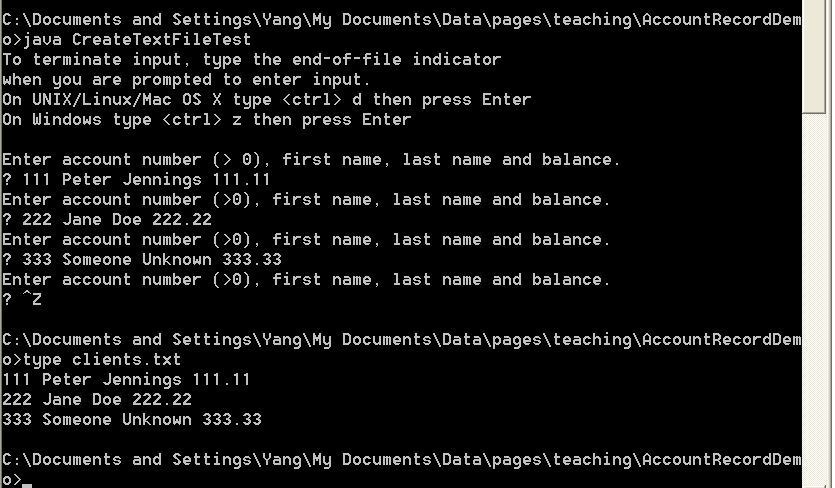 C:\Documents and Settings\Yang\My Documents\Data\pages\teaching\AccountRecordDem
o>java CreateTextFileTest
To terminate input, type the end-of-file indicator
when you are prompted to enter input.
On UNIX/Linux/Mac OS X type <ctrl> d then press Enter
On Windows type <ctrl> z then press Enter
Enter account number (> 0), first name, last name and balance.
? 111 Peter Jennings 111.11
Enter account number (>0), first name, last name and balance.
? 222 Jane Doe 222.22
Enter account number (>0), first name, last name and balance.
? 333 Someone Unknown 333.33
Enter account number (>0), first name, last name and balance.
? ^Z
C:\Documents and Settings\Yang\My Documents\Data\pages\teaching\AccountRecordDem
o>type clients.txt
111 Peter Jennings 111.11
222 Jane Doe 222.22
333 Someone Unknown 333.33
C:\Documents and Settings\Yang\My Documents\Data\pages\teaching\AccountRecordDem
o>_